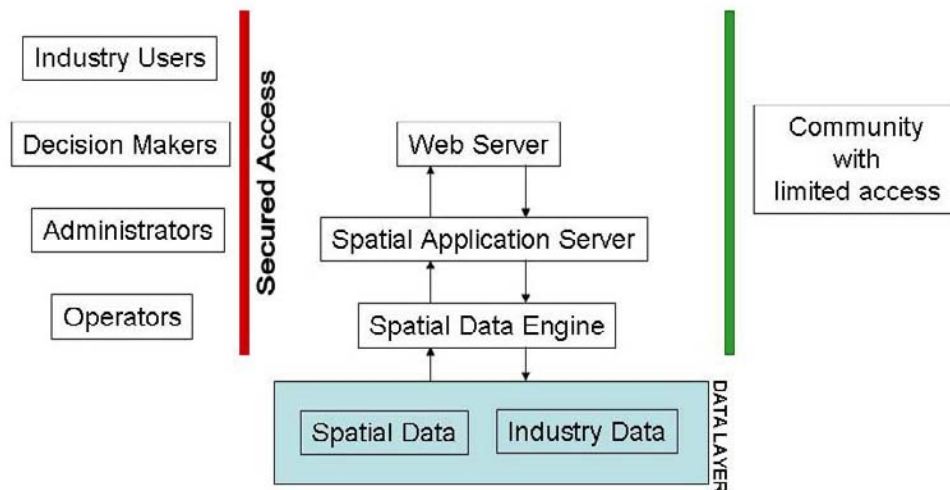 Industry Users
Decision Makers
Administrators
Operators
Secured Access
Web Server
Spatial Application Server
Spatial Data Engine
Spatial Data
Industry Data
DATA LAYER
Community
with
limited access